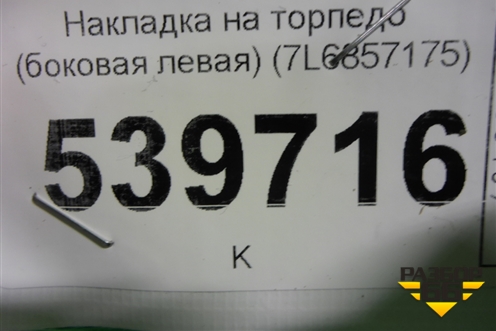 Накладка на торпедо
(боковая левая) (7L6857175)
539716
K